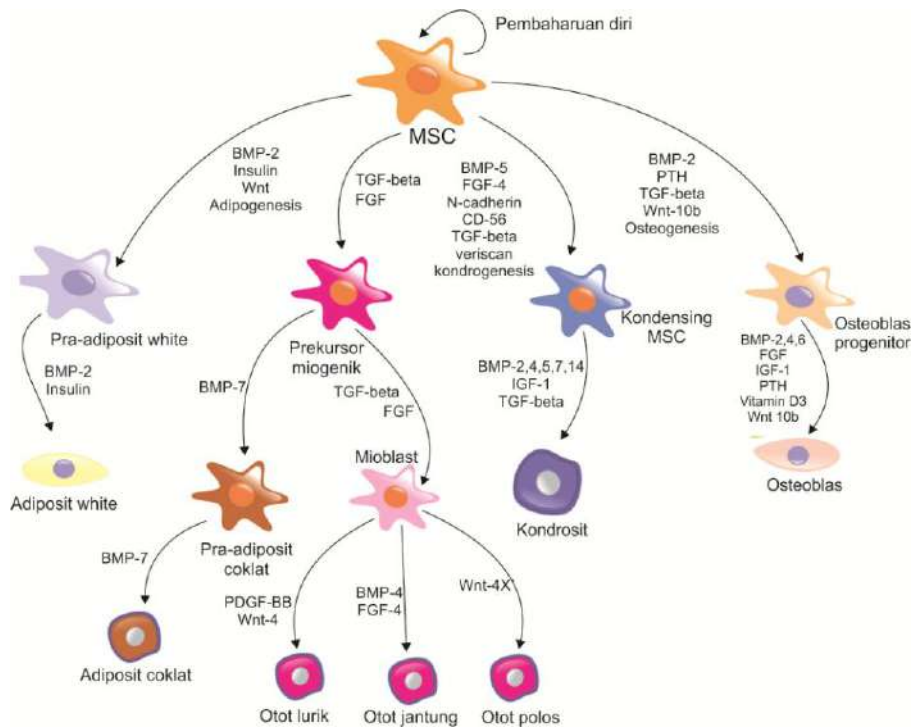 Pembaharuan diri
MSC
BMP-2
Insulin
Wnt
Adipogenesis
TGF-beta
FGF
BMP-5
FGF-4
N-cadherin
CD-56
TGF-beta
veriscan
kondrogenesis
BMP-2
PTH
TGF-beta
Wnt-10b
Osteogenesis
Pra-adiposit white
Prekursor
miogenik
Kondensing
MSC
Osteoblas
progenitor
BMP-2
Insulin
BMP-7
TGF-beta
FGF
BMP-2,4,5,7,14
IGF-1
TGF-beta
BMP-2,4,6
FGF
IGF-1
PTH
Vitamin D3
Wnt 10b
Adiposit white
Pra-adiposit
coklat
Mioblast
Kondrosit
Osteoblas
BMP-7
PDGF-BB
Wnt-4
BMP-4
FGF-4
Wnt-4X'
Adiposit coklat
Otot lurik
Otot jantung
Otot polos